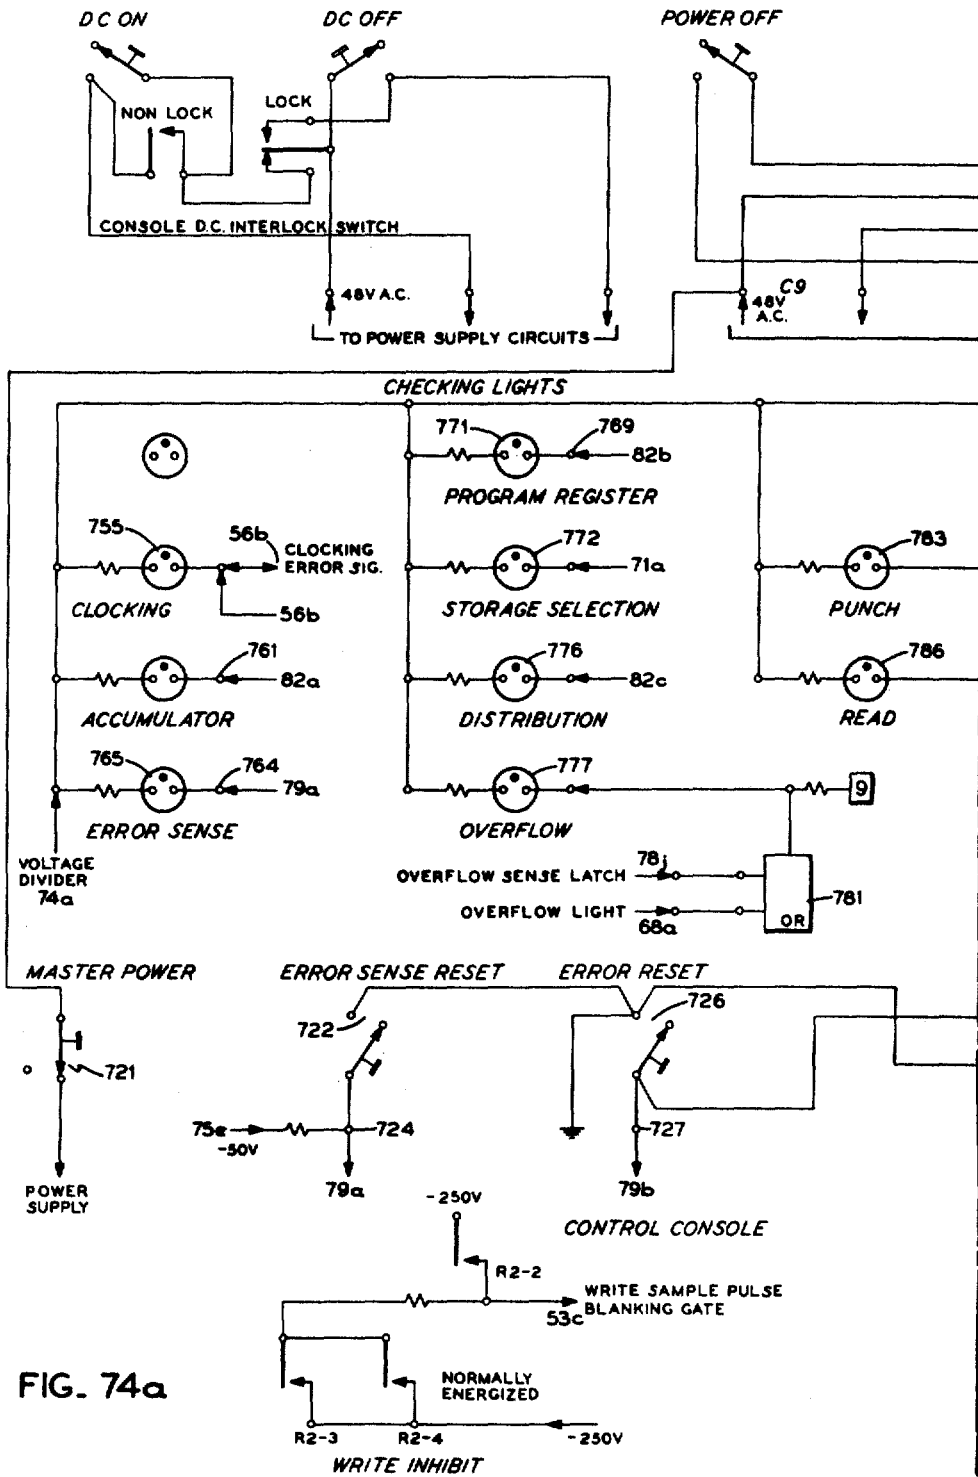 DC ON
DC OFF
POWER OFF
NON LOCK
LOCK
CONSOLE D.C. INTERLOCK SWITCH
48V A.C.
C9
48V
A.C.
TO POWER SUPPLY CIRCUITS
CHECKING LIGHTS
771
769
82b
PROGRAM REGISTER
755
56b
CLOCKING
ERROR SIG.
56b
CLOCKING
772
71a
STORAGE SELECTION
783
PUNCH
761
82a
ACCUMULATOR
776
82c
DISTRIBUTION
786
READ
765
764
79a
ERROR SENSE
777
OVERFLOW
9
VOLTAGE
DIVIDER
74a
OVERFLOW SENSE LATCH
78j
OVERFLOW LIGHT
68a
781
OR
MASTER POWER
ERROR SENSE RESET
ERROR RESET
722
726
721
75e
-50V
724
727
79a
79b
POWER
SUPPLY
-250V
CONTROL CONSOLE
R2-2
WRITE SAMPLE PULSE
BLANKING GATE
53c
NORMALLY
ENERGIZED
FIG. 74a
R2-3
R2-4
-250V
WRITE INHIBIT